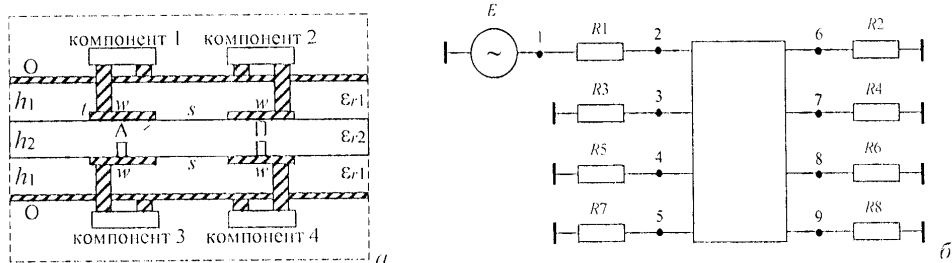 компонент 1 компонент 2
O
h1 t w s w εr1
A
h2 εr2
h1 w s w εr1
O
компонент 3 компонент 4
а
E
1 R1 2 6 R2
R3 3 7 R4
R5 4 8 R6
R7 5 9 R8
~
б